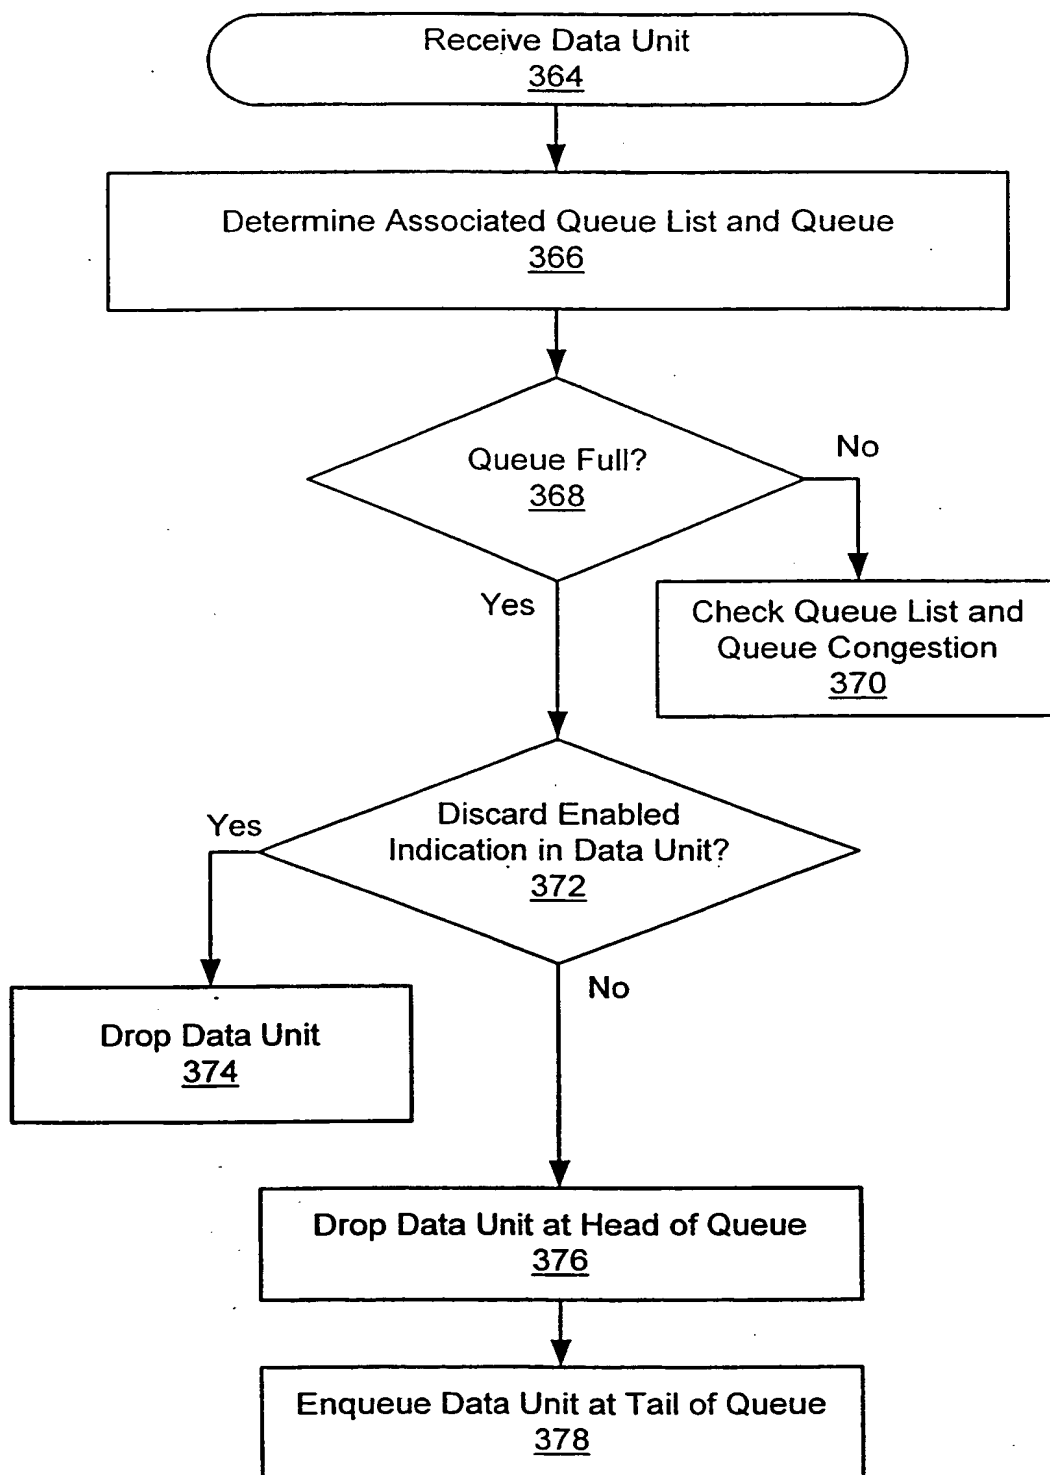 Receive Data Unit
364
Determine Associated Queue List and Queue
366
Queue Full?
368
No
Yes
Check Queue List and
Queue Congestion
370
Discard Enabled
Indication in Data Unit?
372
Yes
No
Drop Data Unit
374
Drop Data Unit at Head of Queue
376
Enqueue Data Unit at Tail of Queue
378